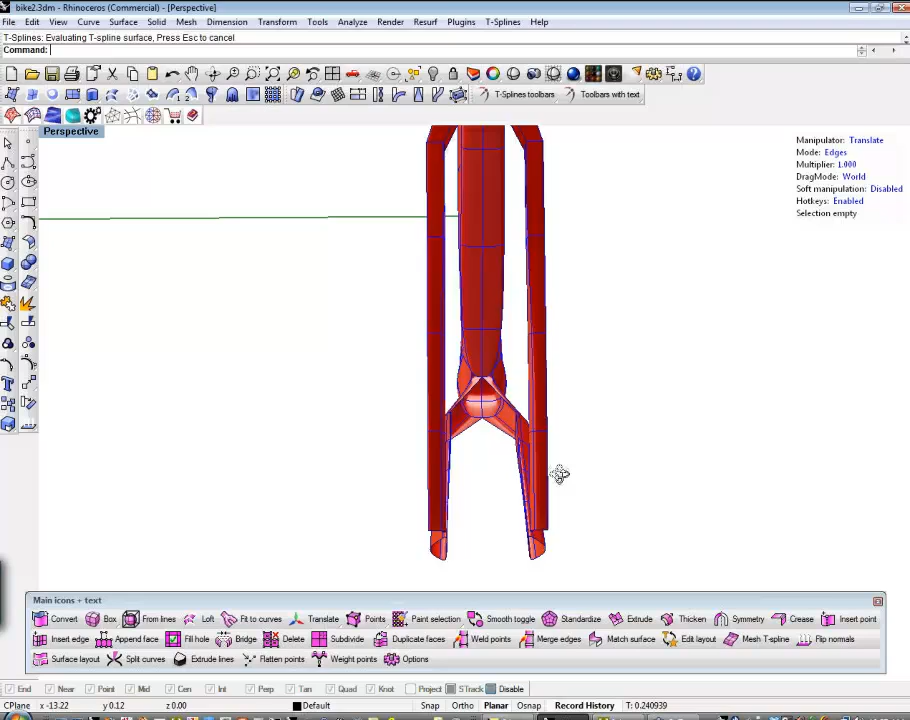 bike2.3dm - Rhinoceros (Commercial) - [Perspective]
File Edit View Curve Surface Solid Mesh Dimension Transform Tools Analyze Render Resurf Plugins T-Splines Help
T-Splines: Evaluating T-spline surface, Press Esc to cancel
Command:
T-Splines toolbars Toolbars with text
Perspective
Manipulator: Translate
Mode: Edges
Multiplier: 1.000
DragMode: World
Soft manipulation: Disabled
Hotkeys: Enabled
Selection empty
Main icons + text
Convert Box From lines Loft Fit to curves Translate Points Paint selection Smooth toggle Standardize Extrude Thicken Symmetry Crease Insert point
Insert edge Append face Fill hole Bridge Delete Subdivide Duplicate faces Weld points Merge edges Match surface Edit layout Mesh T-spline Flip normals
Surface layout Split curves Extrude lines Flatten points Weight points Options
End Near Point Mid Cen Int Perp Tan Quad Knot Project STrack Disable
CPlane x -13.22 y 0.12 z 0.00 Default Snap Ortho Planar Osnap Record History T: 0.240939